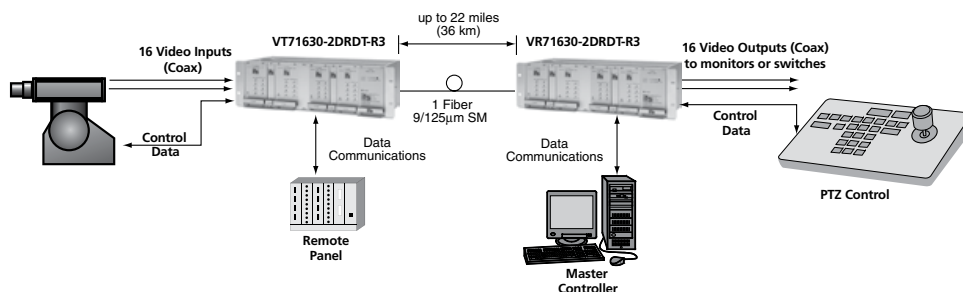 up to 22 miles
(36 km)
VT71630-2DRDT-R3
VR71630-2DRDT-R3
16 Video Inputs
(Coax)
16 Video Outputs (Coax)
to monitors or switches
1 Fiber
9/125μm SM
Control
Data
Data
Communications
Data
Communications
Control
Data
PTZ Control
Remote
Panel
Master
Controller